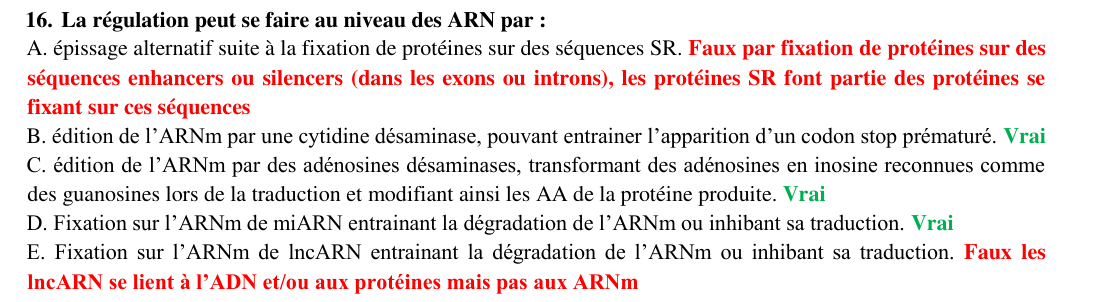 16. La régulation peut se faire au niveau des ARN par :
A. épissage alternatif suite à la fixation de protéines sur des séquences SR. Faux par fixation de protéines sur des
séquences enhancers ou silencers (dans les exons ou introns), les protéines SR font partie des protéines se
fixant sur ces séquences
B. édition de l’ARNm par une cytidine désaminase, pouvant entrainer l’apparition d’un codon stop prématuré. Vrai
C. édition de l’ARNm par des adénosines désaminases, transformant des adénosines en inosine reconnues comme
des guanosines lors de la traduction et modifiant ainsi les AA de la protéine produite. Vrai
D. Fixation sur l’ARNm de miARN entrainant la dégradation de l’ARNm ou inhibant sa traduction. Vrai
E. Fixation sur l’ARNm de lncARN entrainant la dégradation de l’ARNm ou inhibant sa traduction. Faux les
lncARN se lient à l’ADN et/ou aux protéines mais pas aux ARNm